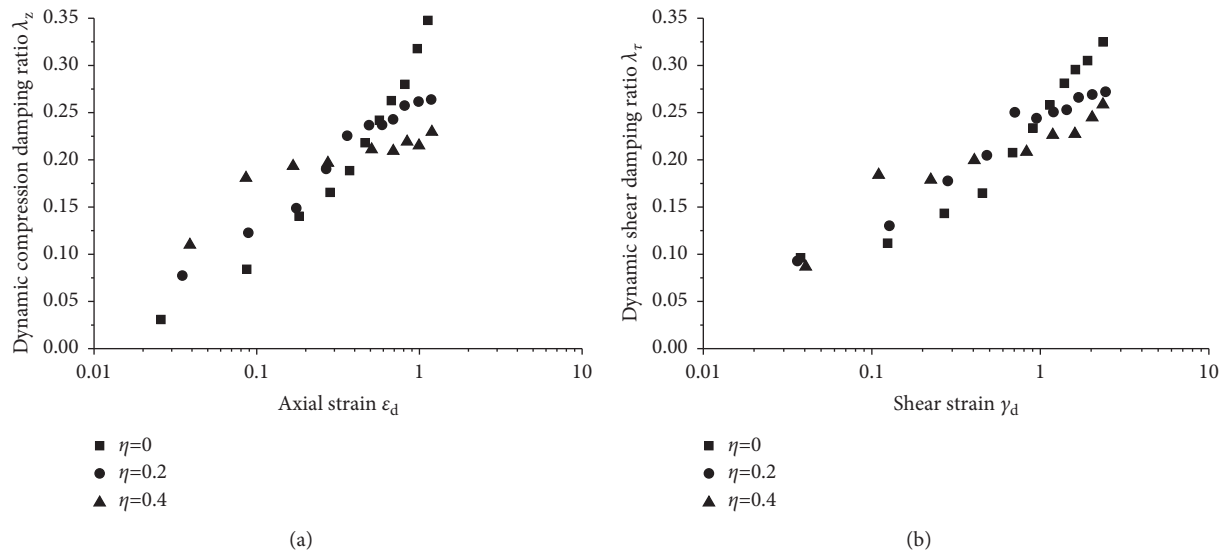 Dynamic compression damping ratio λz
0.35
0.30
0.25
0.20
0.15
0.10
0.05
0.00
0.01 0.1 1 10
Axial strain εd
η=0
η=0.2
η=0.4
(a)
Dynamic shear damping ratio λτ
0.35
0.30
0.25
0.20
0.15
0.10
0.05
0.00
0.01 0.1 1 10
Shear strain γd
η=0
η=0.2
η=0.4
(b)